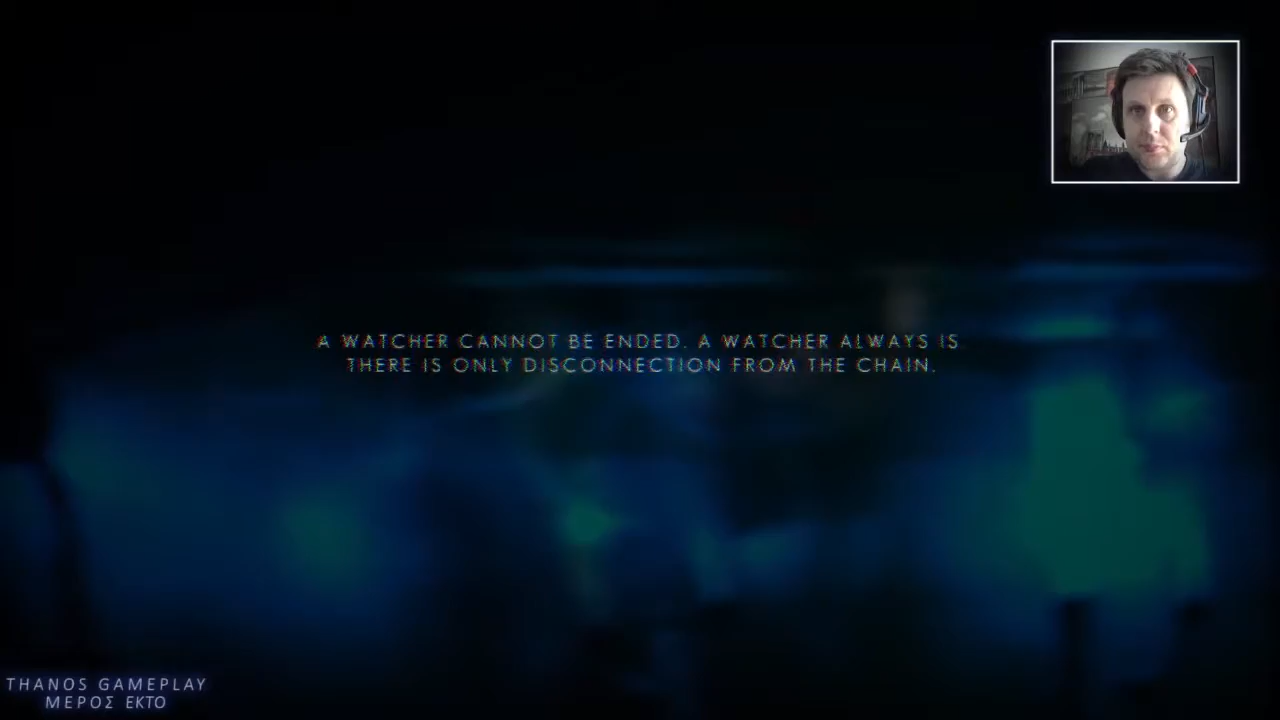 A WATCHER CANNOT BE ENDED. A WATCHER ALWAYS IS.
THERE IS ONLY DISCONNECTION FROM THE CHAIN.
THANOS GAMEPLAY
ΜΕΡΟΣ ΕΚΤΟ